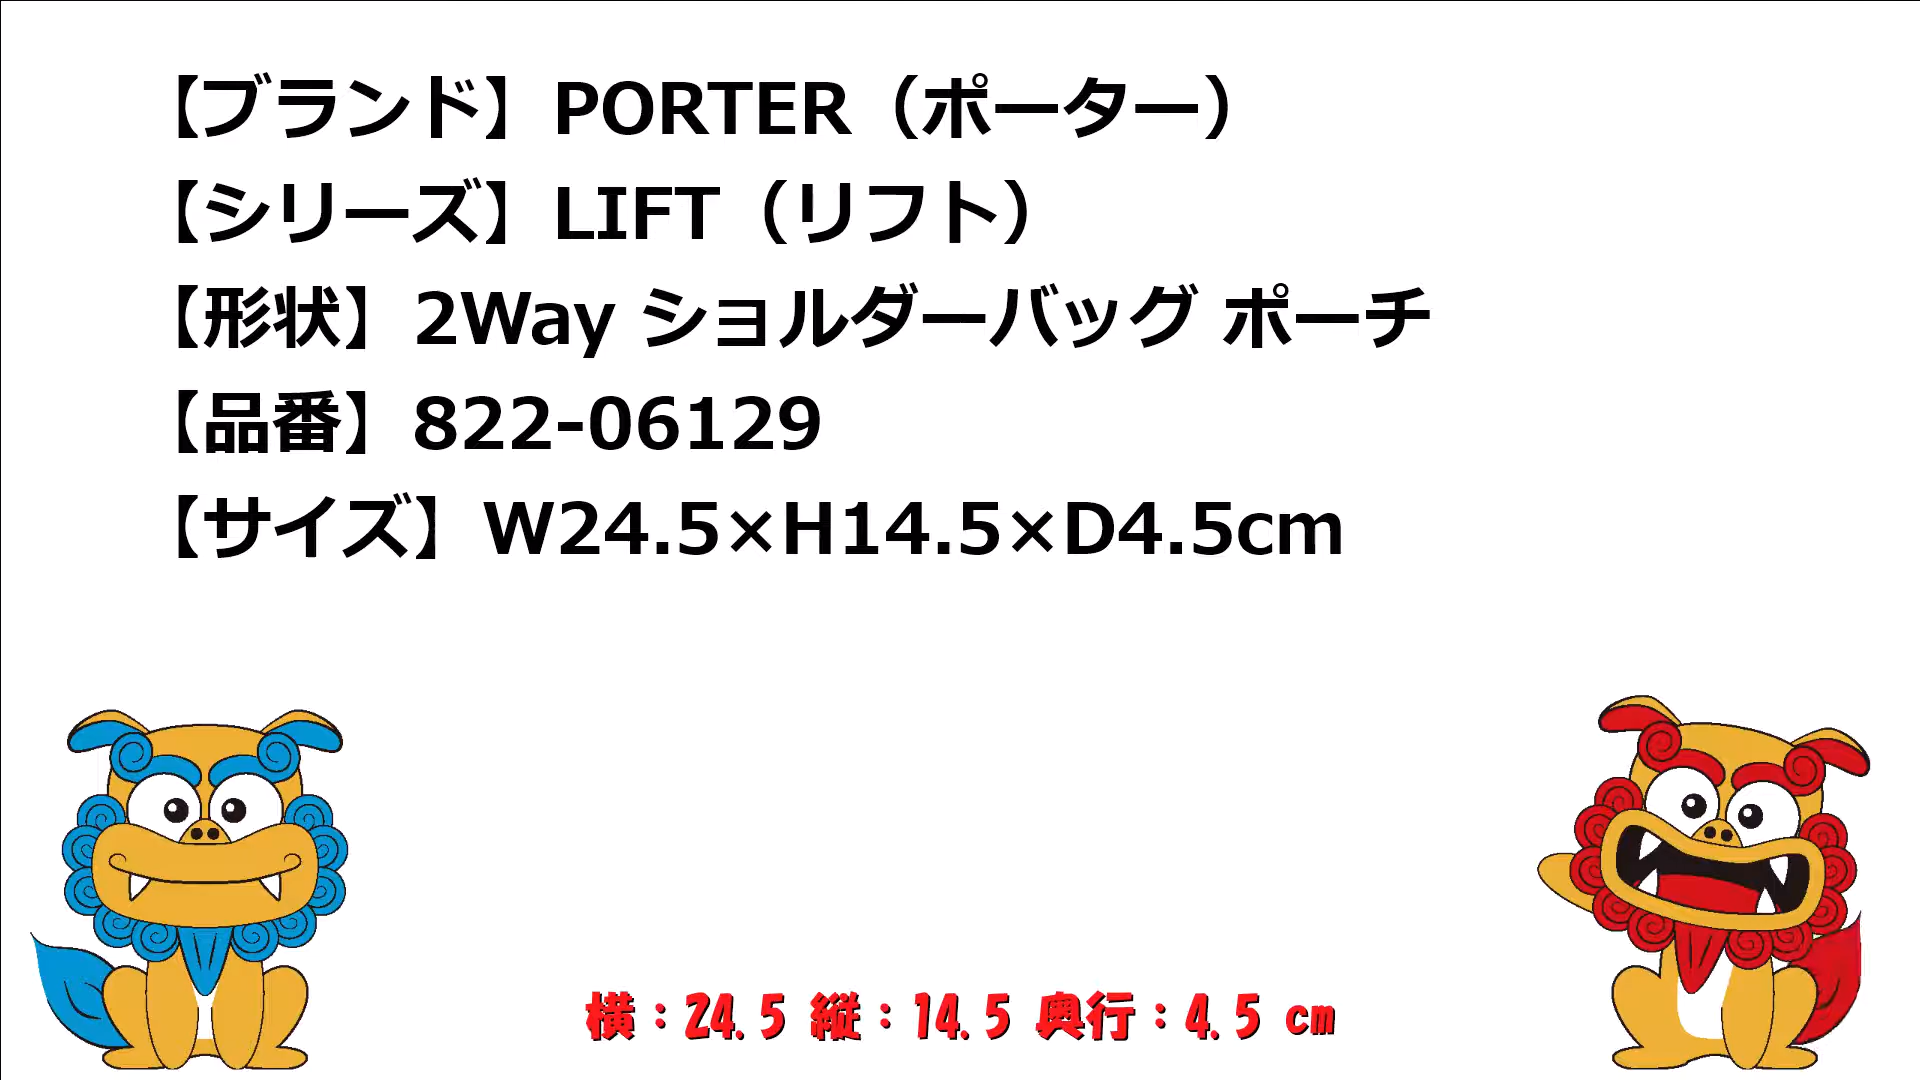 【ブランド】PORTER（ポーター）
【シリーズ】LIFT（リフト）
【形状】2Way ショルダーバッグ ポーチ
【品番】822-06129
【サイズ】W24.5×H14.5×D4.5cm
横：24.5 縦：14.5 奥行：4.5 cm